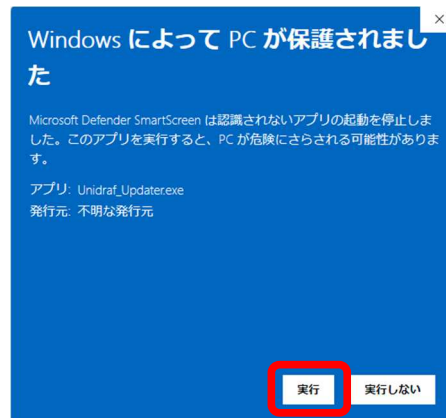 Windows によって PC が保護されまし
た
Microsoft Defender SmartScreen は認識されないアプリの起動を停止しま
した。このアプリを実行すると、PC が危険にさらされる可能性がありま
す。
アプリ: Unidraf_Updater.exe
発行元: 不明な発行元
実行 実行しない